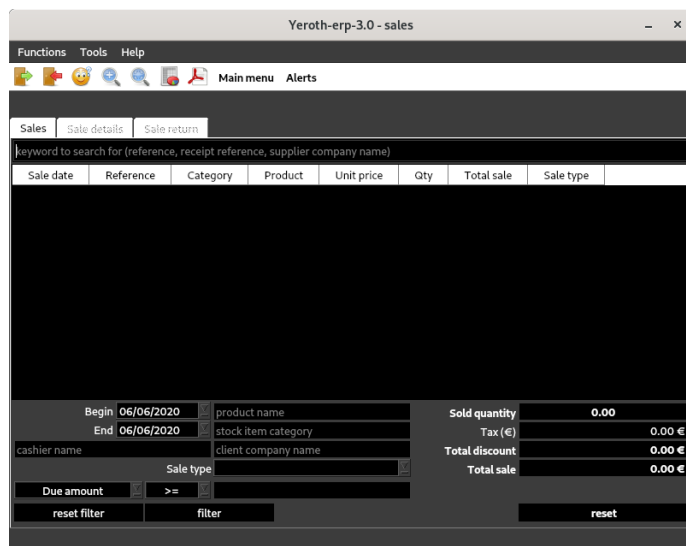 Yeroth-erp-3.0 - sales
Functions Tools Help
Main menu Alerts
Sales Sale details Sale return
keyword to search for (reference, receipt reference, supplier company name)
Sale date Reference Category Product Unit price Qty Total sale Sale type
Begin 06/06/2020 product name Sold quantity 0.00
End 06/06/2020 stock item category Tax (€) 0.00 €
cashier name client company name Total discount 0.00 €
Sale type Total sale 0.00 €
Due amount >=
reset filter filter reset